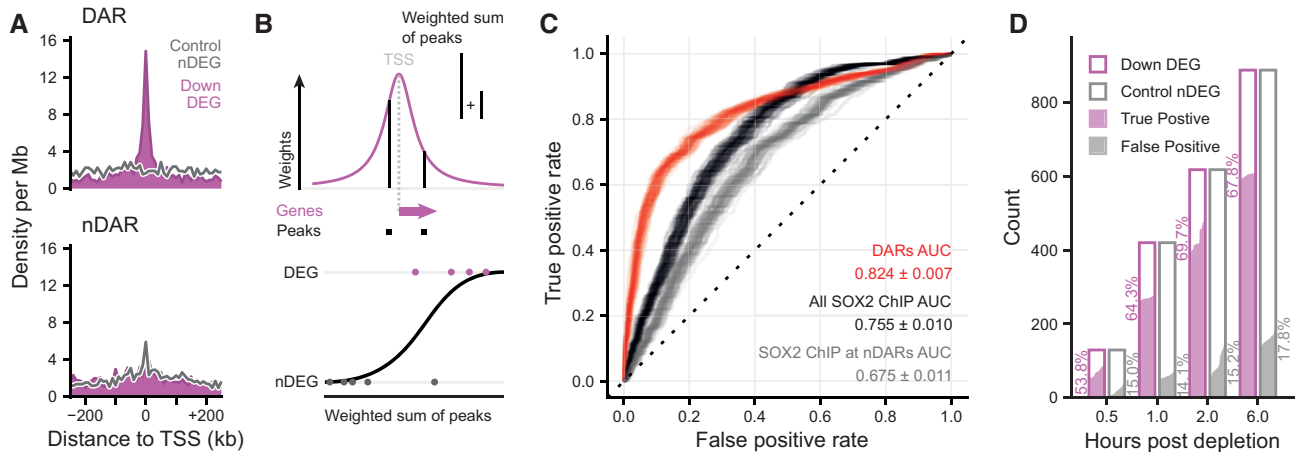 A
DAR
16
12
8
4
0
Control
nDEG
Down
DEG
Density per Mb
nDAR
16
12
8
4
0
−200
0
+200
Distance to TSS (kb)
B
Weighted sum
of peaks
TSS
+
Weights
Genes
Peaks
DEG
nDEG
Weighted sum of peaks
C
1.0
0.8
0.6
0.4
0.2
0.0
True positive rate
DARs AUC
0.824 ± 0.007
All SOX2 ChIP AUC
0.755 ± 0.010
SOX2 ChIP at nDARs AUC
0.675 ± 0.011
0.0
0.2
0.4
0.6
0.8
1.0
False positive rate
D
Count
800
600
400
200
0
Down DEG
Control nDEG
True Postive
False Positive
53.8%
15.0%
64.3%
14.1%
69.7%
15.2%
67.8%
17.8%
0.5
1.0
2.0
6.0
Hours post depletion